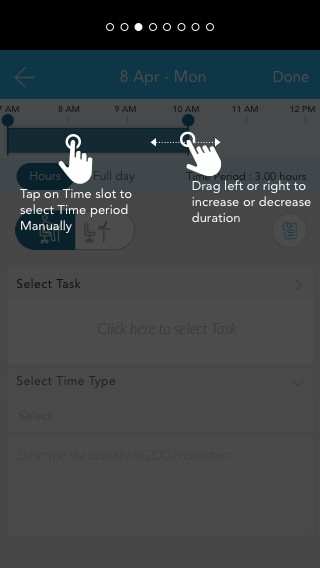 8 Apr - Mon
Done
7 AM 8 AM 9 AM 10 AM 11 AM 12 PM
Hours
Full day
Time Period : 3.00 hours
Tap on Time slot to
select Time period
Manually
Drag left or right to
increase or decrease
duration
Select Task
Click here to select Task
Select Time Type
Select
Describe the activity in 200 characters